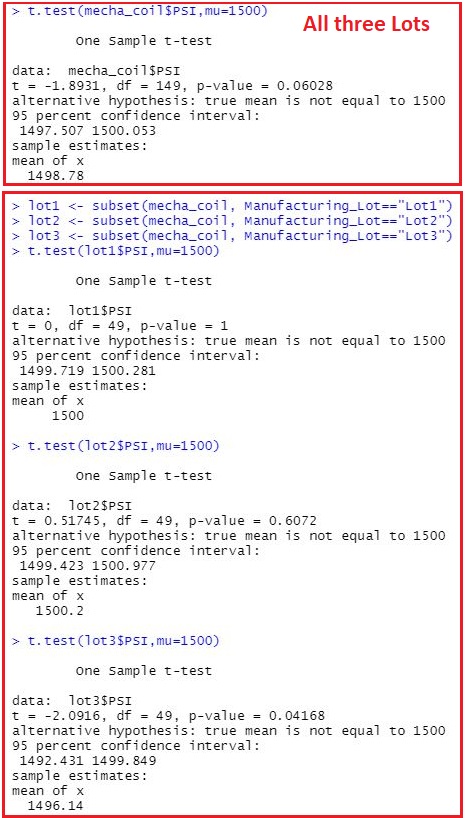 > t.test(mecha_coil$PSI,mu=1500)
All three Lots
One Sample t-test
data:  mecha_coil$PSI
t = -1.8931, df = 149, p-value = 0.06028
alternative hypothesis: true mean is not equal to 1500
95 percent confidence interval:
1497.507 1500.053
sample estimates:
mean of x
1498.78
> lot1 <- subset(mecha_coil, Manufacturing_Lot=="Lot1")
> lot2 <- subset(mecha_coil, Manufacturing_Lot=="Lot2")
> lot3 <- subset(mecha_coil, Manufacturing_Lot=="Lot3")
> t.test(lot1$PSI,mu=1500)
One Sample t-test
data:  lot1$PSI
t = 0, df = 49, p-value = 1
alternative hypothesis: true mean is not equal to 1500
95 percent confidence interval:
1499.719 1500.281
sample estimates:
mean of x
1500
> t.test(lot2$PSI,mu=1500)
One Sample t-test
data:  lot2$PSI
t = 0.51745, df = 49, p-value = 0.6072
alternative hypothesis: true mean is not equal to 1500
95 percent confidence interval:
1499.423 1500.977
sample estimates:
mean of x
1500.2
> t.test(lot3$PSI,mu=1500)
One Sample t-test
data:  lot3$PSI
t = -2.0916, df = 49, p-value = 0.04168
alternative hypothesis: true mean is not equal to 1500
95 percent confidence interval:
1492.431 1499.849
sample estimates:
mean of x
1496.14